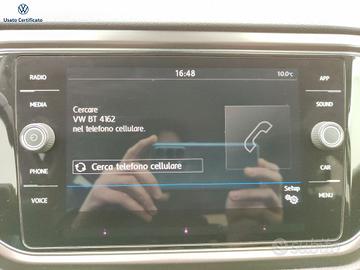 Usato Certificato
16:48
10.0°C
RADIO
APP
MEDIA
SOUND
Cercare
VW BT 4162
nel telefono cellulare.
PHONE
CAR
Cerca telefono cellulare
Setup
VOICE
MENU